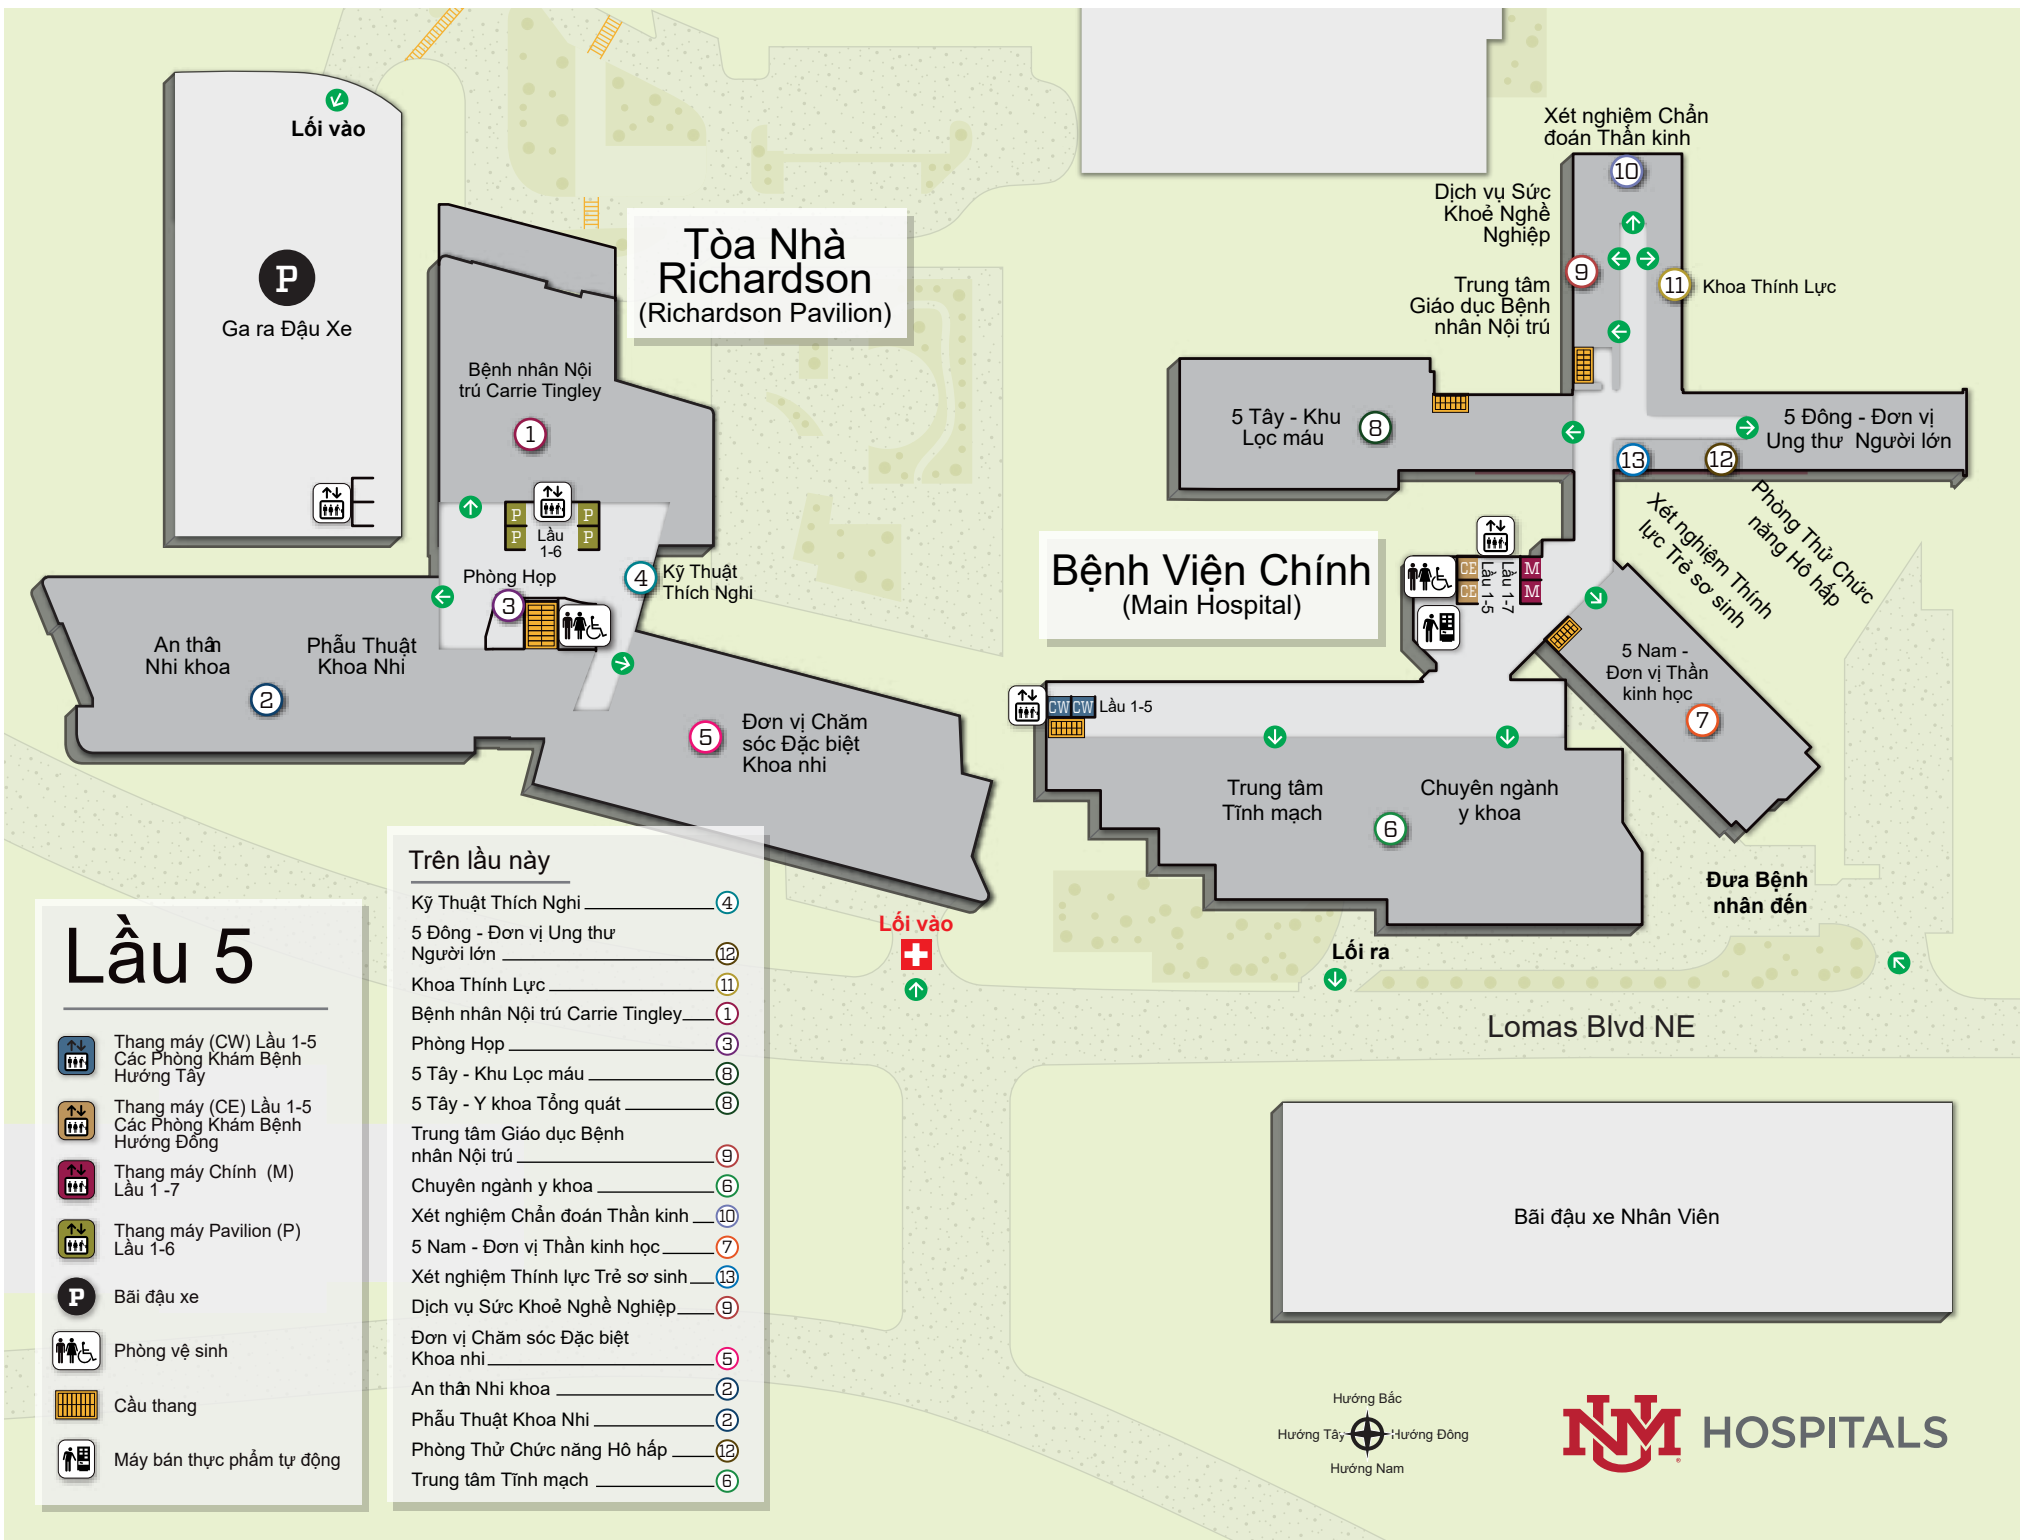 Lối vào
P
Ga ra Đậu Xe
Tòa Nhà
Richardson
(Richardson Pavilion)
Bệnh nhân Nội
trú Carrie Tingley
1
P
P
P
P
Lầu
1-6
Phòng Họp
3
4
Kỹ Thuật
Thích Nghi
An thần
Nhi khoa
Phẫu Thuật
Khoa Nhi
2
5
Đơn vị Chăm
sóc Đặc biệt
Khoa nhi
Xét nghiệm Chẩn
đoán Thần kinh
10
Dịch vụ Sức
Khoẻ Nghề
Nghiệp
9
Trung tâm
Giáo dục Bệnh
nhân Nội trú
11
Khoa Thính Lực
5 Tây - Khu
Lọc máu
8
5 Đông - Đơn vị
Ung thư Người lớn
13
12
Xét nghiệm Thính
lực Trẻ sơ sinh
Phòng Thử Chức
năng Hô hấp
Bệnh Viện Chính
(Main Hospital)
CE
CE
Lầu 1-5
Lầu 1-7
M
M
5 Nam -
Đơn vị Thần
kinh học
7
CW
CW
Lầu 1-5
Trung tâm
Tĩnh mạch
Chuyên ngành
y khoa
6
Đưa Bệnh
nhân đến
Lối vào
Lối ra
Lomas Blvd NE
Bãi đậu xe Nhân Viên
Lầu 5
Thang máy (CW) Lầu 1-5
Các Phòng Khám Bệnh
Hướng Tây
Thang máy (CE) Lầu 1-5
Các Phòng Khám Bệnh
Hướng Đông
Thang máy Chính (M)
Lầu 1 -7
Thang máy Pavilion (P)
Lầu 1-6
P
Bãi đậu xe
Phòng vệ sinh
Cầu thang
Máy bán thực phẩm tự động
Trên lầu này
Kỹ Thuật Thích Nghi 4
5 Đông - Đơn vị Ung thư
Người lớn 12
Khoa Thính Lực 11
Bệnh nhân Nội trú Carrie Tingley 1
Phòng Họp 3
5 Tây - Khu Lọc máu 8
5 Tây - Y khoa Tổng quát 8
Trung tâm Giáo dục Bệnh
nhân Nội trú 9
Chuyên ngành y khoa 6
Xét nghiệm Chẩn đoán Thần kinh 10
5 Nam - Đơn vị Thần kinh học 7
Xét nghiệm Thính lực Trẻ sơ sinh 13
Dịch vụ Sức Khoẻ Nghề Nghiệp 9
Đơn vị Chăm sóc Đặc biệt
Khoa nhi 5
An thần Nhi khoa 2
Phẫu Thuật Khoa Nhi 2
Phòng Thử Chức năng Hô hấp 12
Trung tâm Tĩnh mạch 6
Hướng Bắc
Hướng Tây
Hướng Đông
Hướng Nam
NM HOSPITALS